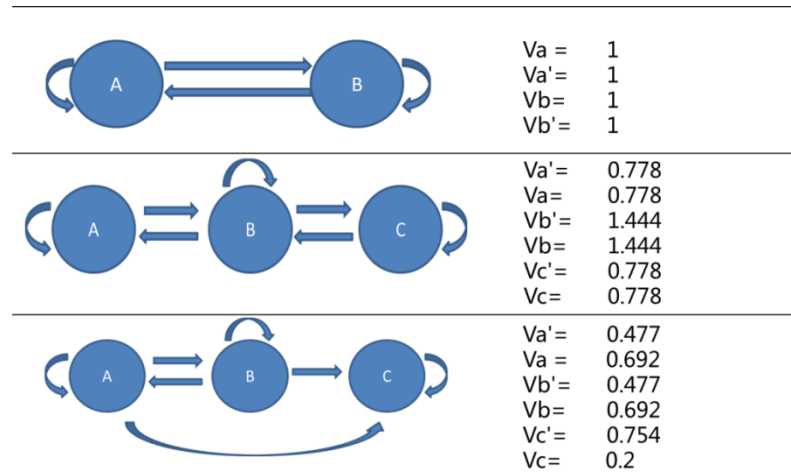 A
B
Va = 1
Va'= 1
Vb= 1
Vb'= 1
A
B
C
Va'= 0.778
Va= 0.778
Vb'= 1.444
Vb= 1.444
Vc'= 0.778
Vc= 0.778
A
B
C
Va'= 0.477
Va = 0.692
Vb'= 0.477
Vb= 0.692
Vc'= 0.754
Vc= 0.2